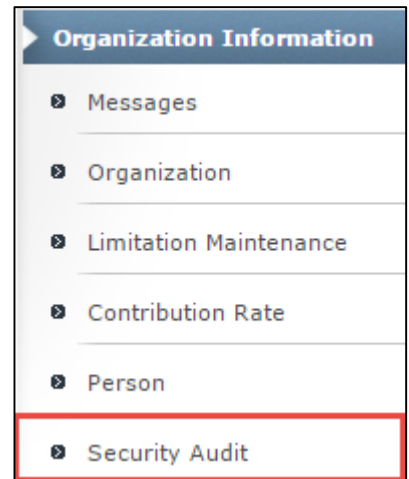 Organization Information
Messages
Organization
Limitation Maintenance
Contribution Rate
Person
Security Audit